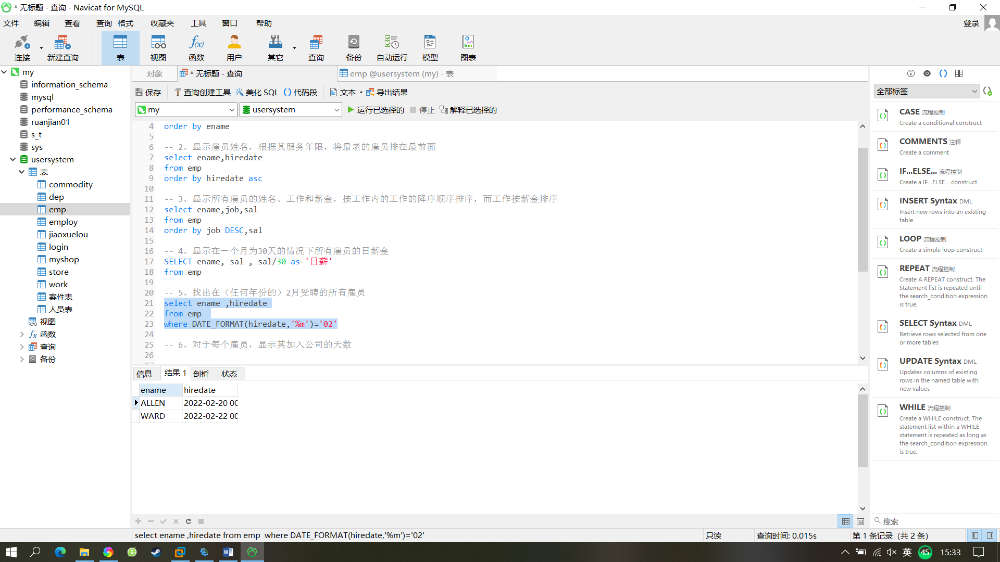 * 无标题 - 查询 - Navicat for MySQL
文件 编辑 查看 查询 格式 收藏夹 工具 窗口 帮助 登录
连接 新建查询 表 视图 函数 用户 其它 查询 备份 自动运行 模型 图表
my
information_schema
mysql
performance_schema
ruanjian01
s_t
sys
usersystem
表
commodity
dep
emp
employ
jiaoxuelou
login
myshop
store
work
案件表
人员表
视图
函数
查询
备份
对象 * 无标题 - 查询 emp @usersystem (my) - 表
保存 查询创建工具 美化 SQL 代码段 文本 导出结果
my usersystem 运行已选择的 停止 解释已选择的
4 order by ename
5
6 -- 2、显示雇员姓名，根据其服务年限，将最老的雇员排在最前面
7 select ename,hiredate
8 from emp
9 order by hiredate asc
10
11 -- 3、显示所有雇员的姓名、工作和薪金，按工作内的工作的降序顺序排序，而工作按薪金排序
12 select ename,job,sal
13 from emp
14 order by job DESC,sal
15
16 -- 4、显示在一个月为30天的情况下所有雇员的日薪金
17 SELECT ename, sal , sal/30 as '日薪'
18 from emp
19
20 -- 5、找出在（任何年份的）2月受聘的所有雇员
21 select ename ,hiredate
22 from emp
23 where DATE_FORMAT(hiredate,'%m')='02'
24
25 -- 6、对于每个雇员，显示其加入公司的天数
26
信息 结果 1 剖析 状态
ename hiredate
ALLEN 2022-02-20 00
WARD 2022-02-22 00
全部标签
CASE 流程控制
Create a conditional construct
COMMENTS 注释
Create a comment
IF...ELSE... 流程控制
Create a IF...ELSE... construct
INSERT Syntax DML
Insert new rows into an existing
table
LOOP 流程控制
Create a simple loop construct
REPEAT 流程控制
Create A REPEAT construct. The
Statement list is repeated until
the search_condition expression
is true.
SELECT Syntax DML
Retrieve rows selected from one
or more tables
UPDATE Syntax DML
Updates columns of existing
rows in the named table with
new values
WHILE 流程控制
Create a WHILE construct. The
statement list within a WHILE
statement is repeated as long as
the search_condition expression
is true.
搜索
select ename ,hiredate from emp  where DATE_FORMAT(hiredate,'%m')='02' 只读 查询时间: 0.015s 第 1 条记录 (共 2 条)
英 45 15:33